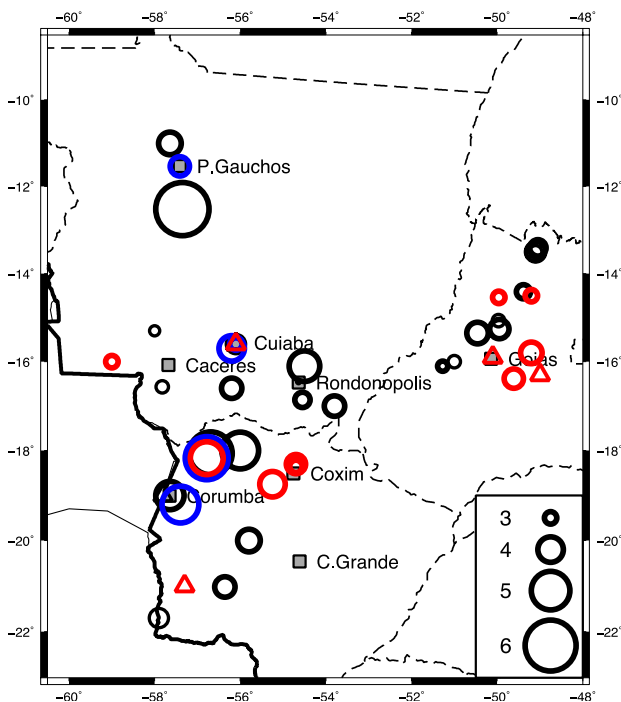 −60˚ −58˚ −56˚ −54˚ −52˚ −50˚ −48˚
−10˚ −10˚
P.Gauchos
−12˚ −12˚
−14˚ −14˚
Cuiaba
−16˚ Caceres Goias −16˚
Rondonopolis
−18˚ −18˚
Coxim
Corumba
3
−20˚ 4 −20˚
C.Grande
5
−22˚ 6 −22˚
−60˚ −58˚ −56˚ −54˚ −52˚ −50˚ −48˚